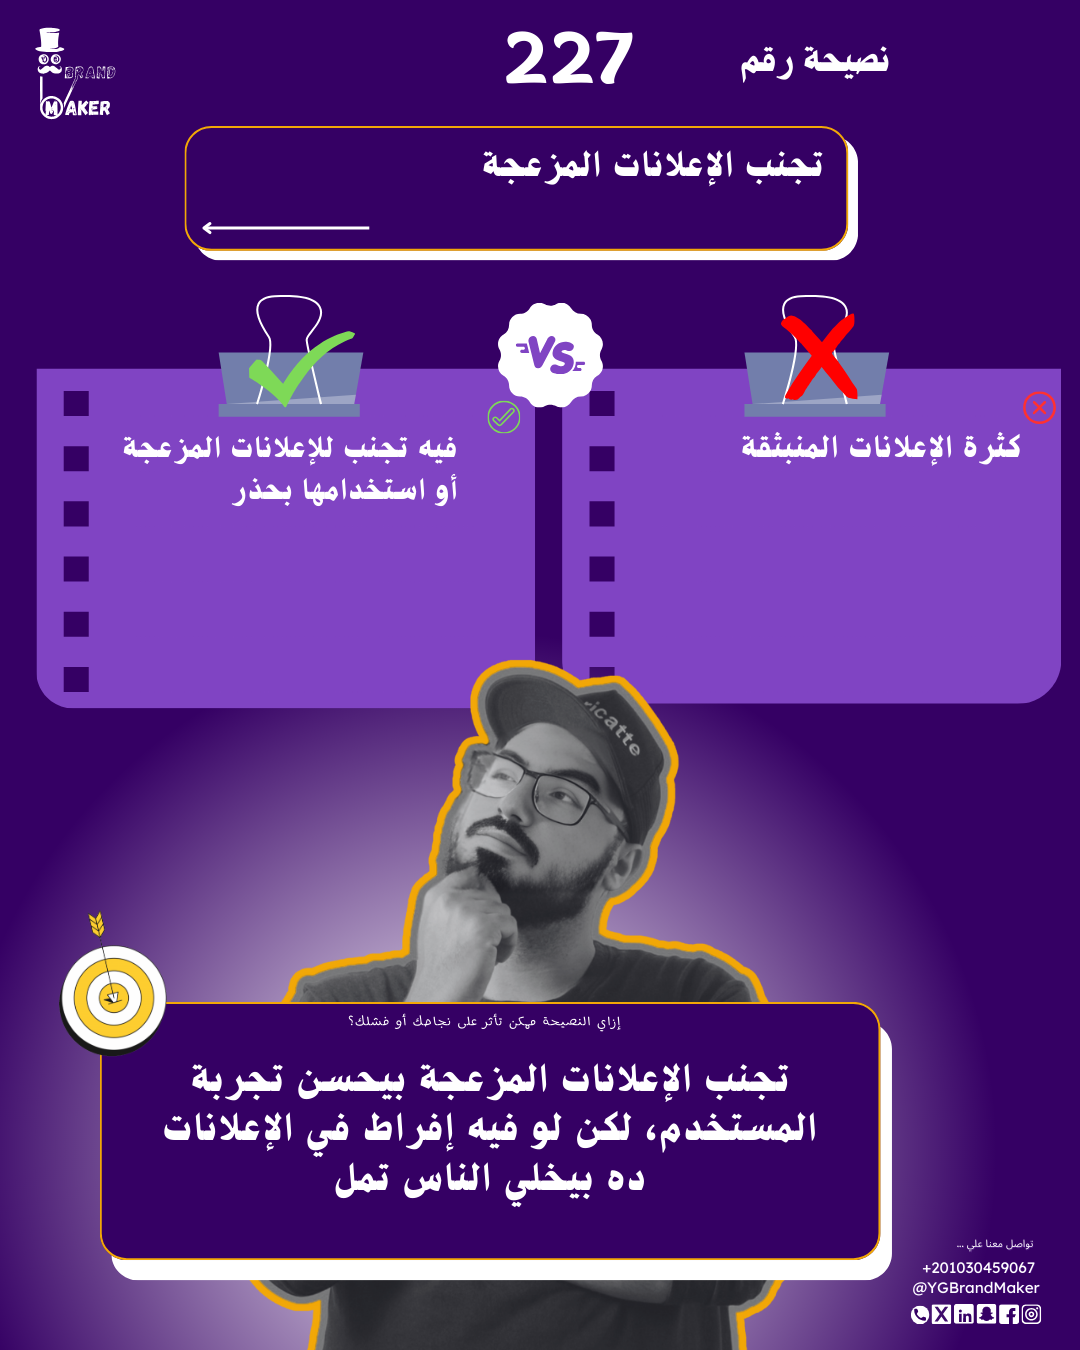 BRAND
MAKER
نصيحة رقم 227
تجنب الإعلانات المزعجة
VS
كثرة الإعلانات المنبثقة
فيه تجنب للإعلانات المزعجة
أو استخدامها بحذر
icatte
إزاي النصيحة ممكن تأثر على نجاحك أو فشلك؟
تجنب الإعلانات المزعجة بيحسن تجربة
المستخدم، لكن لو فيه إفراط في الإعلانات
ده بيخلي الناس تمل
تواصل معنا علي ...
+201030459067
@YGBrandMaker